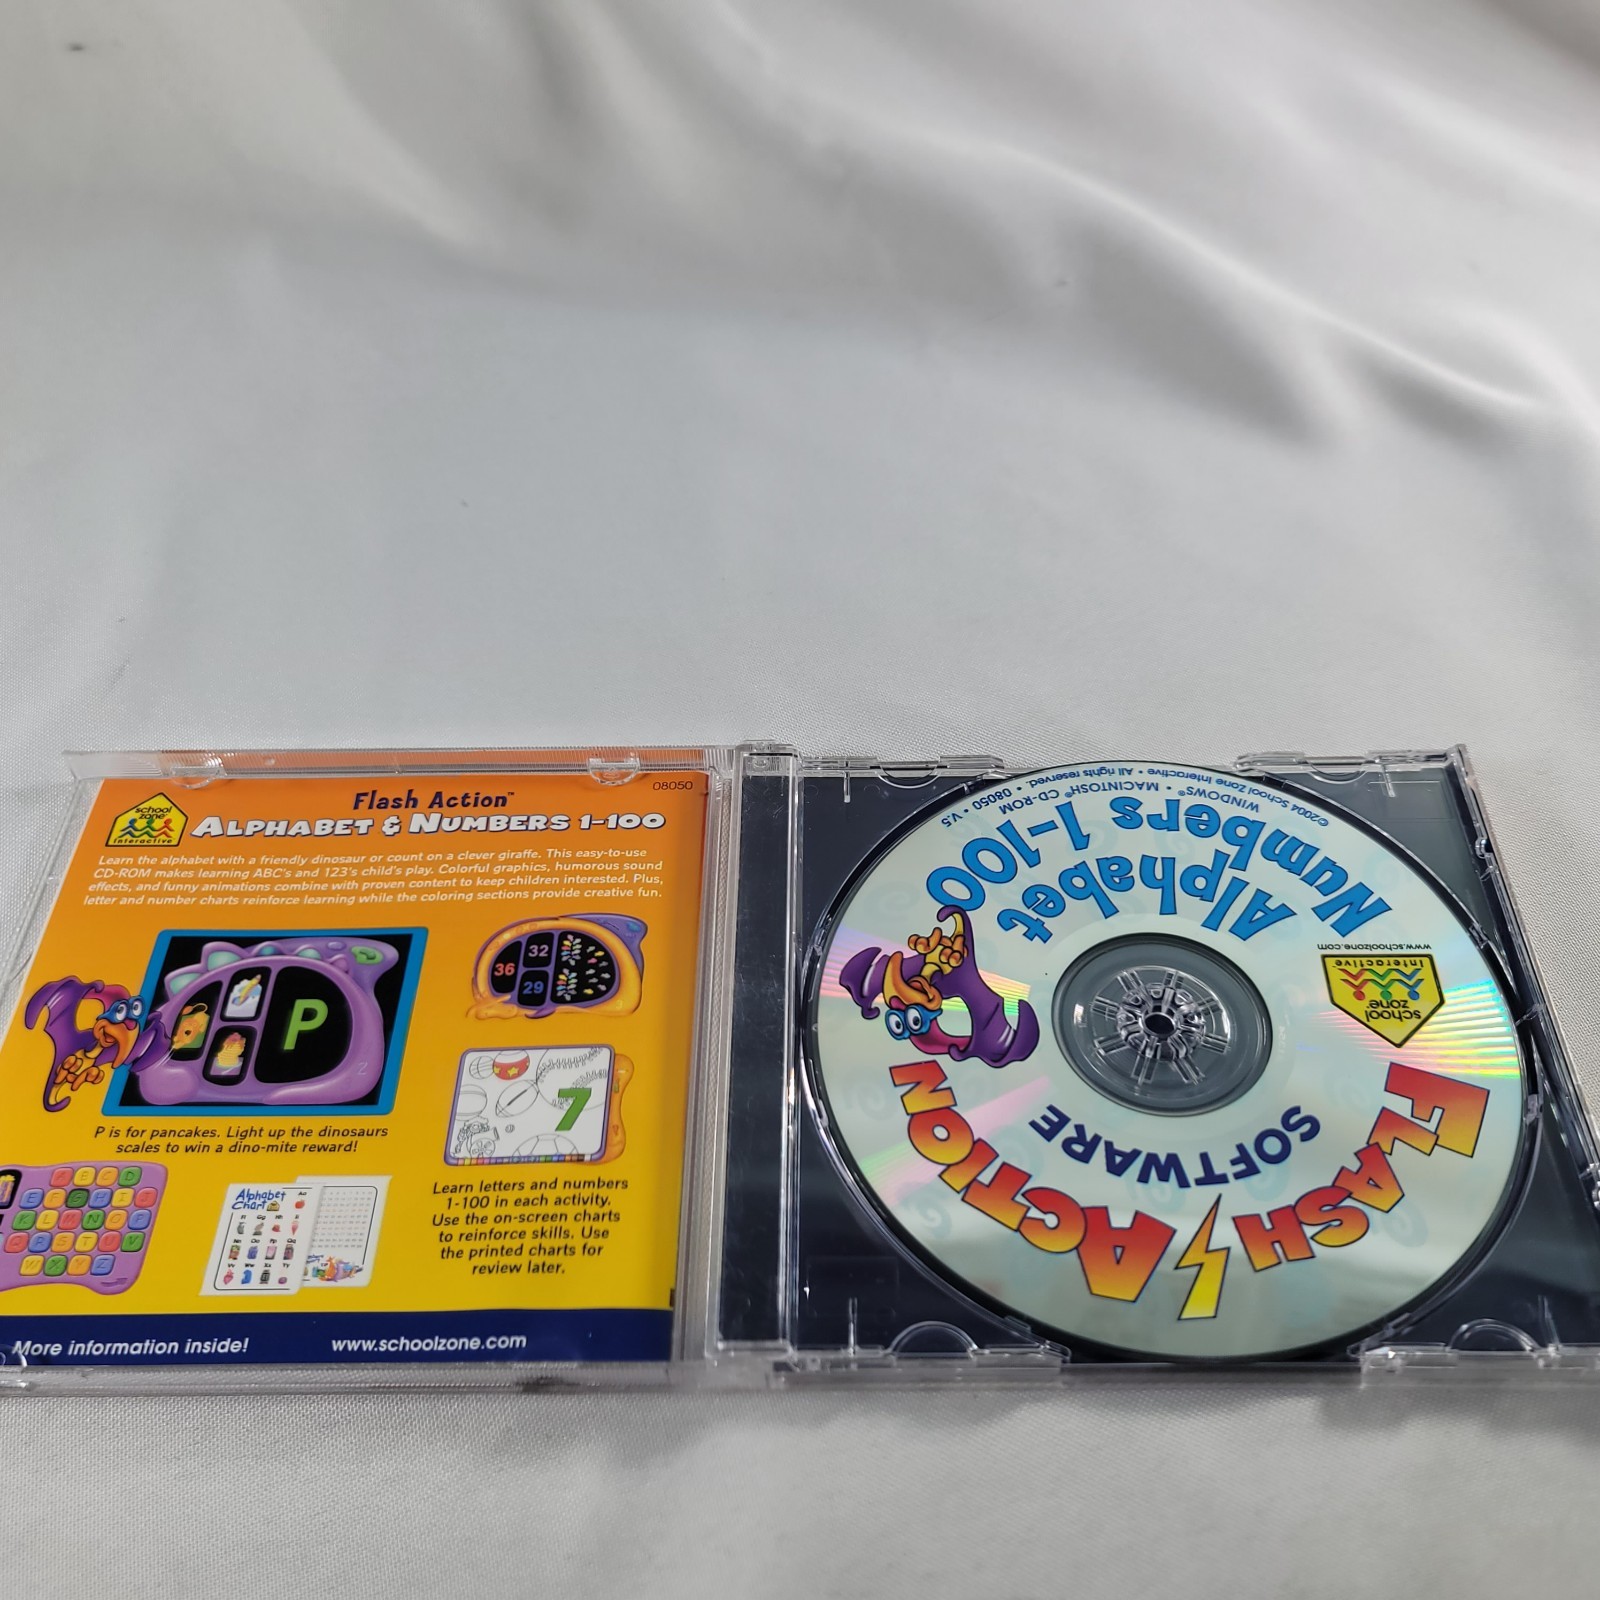 school
zone
interactive
Flash Action™
08050
ALPHABET & NUMBERS 1-100
Learn the alphabet with a friendly dinosaur or count on a clever giraffe. This easy-to-use
CD-ROM makes learning ABC's and 123's child's play. Colorful graphics, humorous sound
effects, and funny animations combine with proven content to keep children interested. Plus,
letter and number charts reinforce learning while the coloring sections provide creative fun.
P
32
36
29
7
P is for pancakes. Light up the dinosaurs
scales to win a dino-mite reward!
Learn letters and numbers
1-100 in each activity.
Use the on-screen charts
to reinforce skills. Use
the printed charts for
review later.
A B C D
E F G H I J
K L M N O P
Q R S T U V
W X Y Z
Alphabet
Chart
Aa
More information inside!
www.schoolzone.com
FLASH ACTION
SOFTWARE
school
zone
interactive
www.schoolzone.com
Alphabet
Numbers 1-100
WINDOWS® • MACINTOSH® CD-ROM
©2004 School Zone Interactive • All rights reserved. • 08050 • V.5